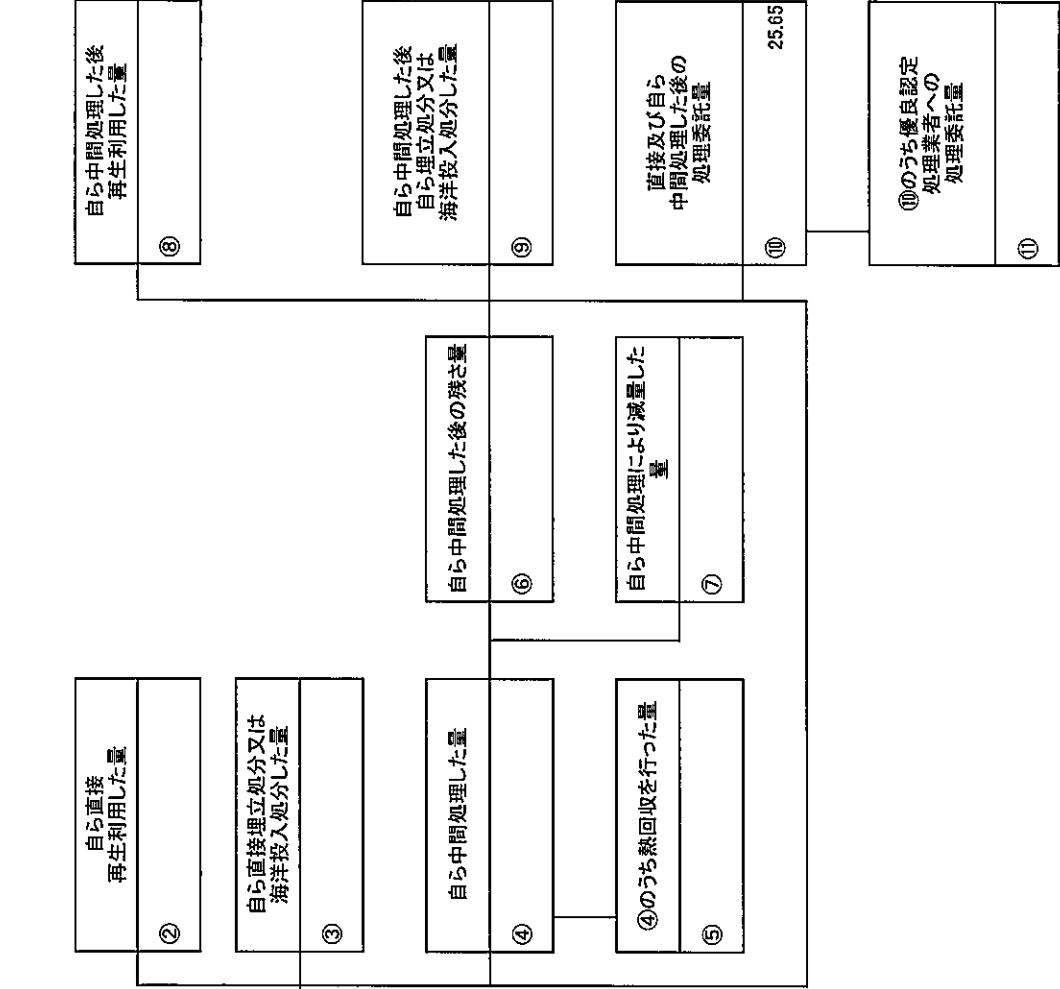 自ら直接
再生利用した量
②
自ら直接埋立処分又は
海洋投入処分した量
③
自ら中間処理した量
④
④のうち熱回収を行った量
⑤
自ら中間処理した後の残さ量
⑥
自ら中間処理により減量した
量
⑦
自ら中間処理した後
再生利用した量
⑧
自ら中間処理した後
自ら埋立処分又は
海洋投入処分した量
⑨
直接及び自ら
中間処理した後の
処理委託量
⑩
25.65
⑩のうち優良認定
処理業者への
処理委託量
⑪